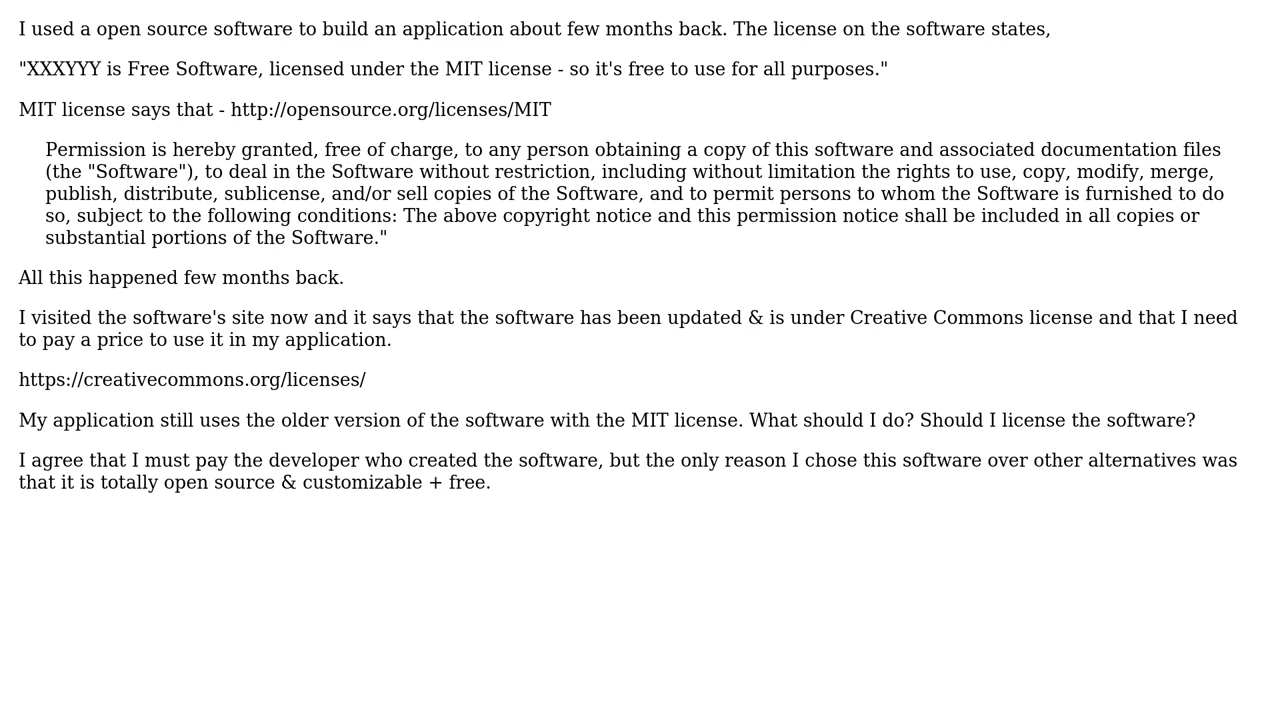 I used a open source software to build an application about few months back. The license on the software states,
"XXXYYY is Free Software, licensed under the MIT license - so it's free to use for all purposes."
MIT license says that - http://opensource.org/licenses/MIT
Permission is hereby granted, free of charge, to any person obtaining a copy of this software and associated documentation files
(the "Software"), to deal in the Software without restriction, including without limitation the rights to use, copy, modify, merge,
publish, distribute, sublicense, and/or sell copies of the Software, and to permit persons to whom the Software is furnished to do
so, subject to the following conditions: The above copyright notice and this permission notice shall be included in all copies or
substantial portions of the Software."
All this happened few months back.
I visited the software's site now and it says that the software has been updated & is under Creative Commons license and that I need
to pay a price to use it in my application.
https://creativecommons.org/licenses/
My application still uses the older version of the software with the MIT license. What should I do? Should I license the software?
I agree that I must pay the developer who created the software, but the only reason I chose this software over other alternatives was
that it is totally open source & customizable + free.